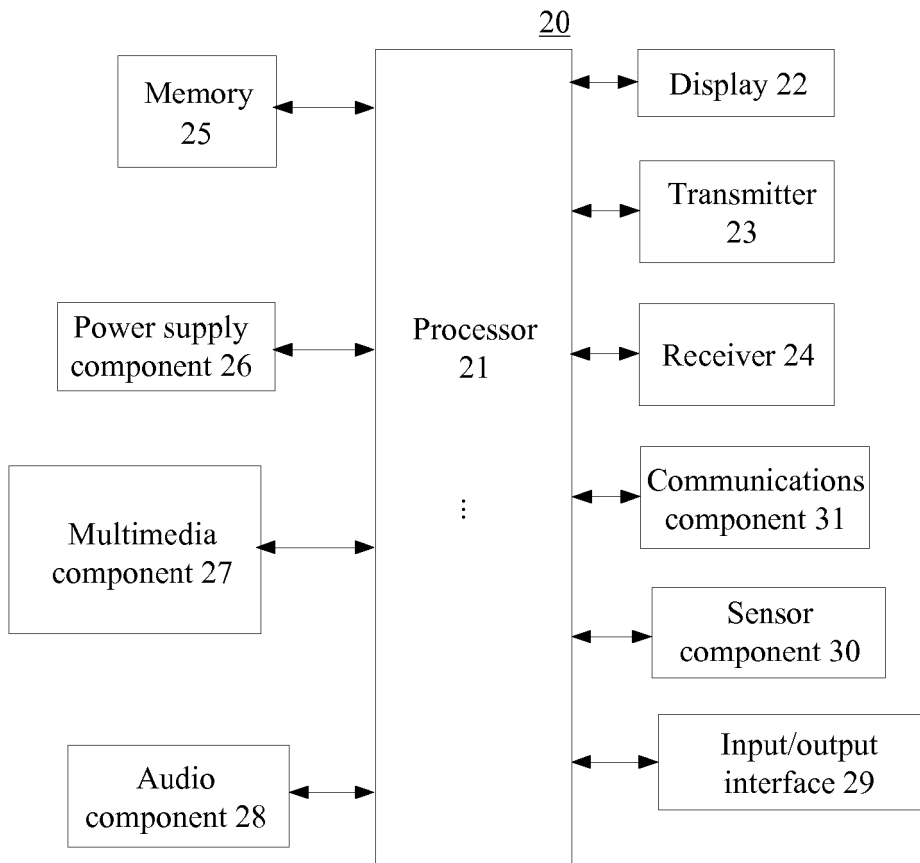 20
Memory
25
Power supply
component 26
Multimedia
component 27
Audio
component 28
Processor
21
...
Display 22
Transmitter
23
Receiver 24
Communications
component 31
Sensor
component 30
Input/output
interface 29